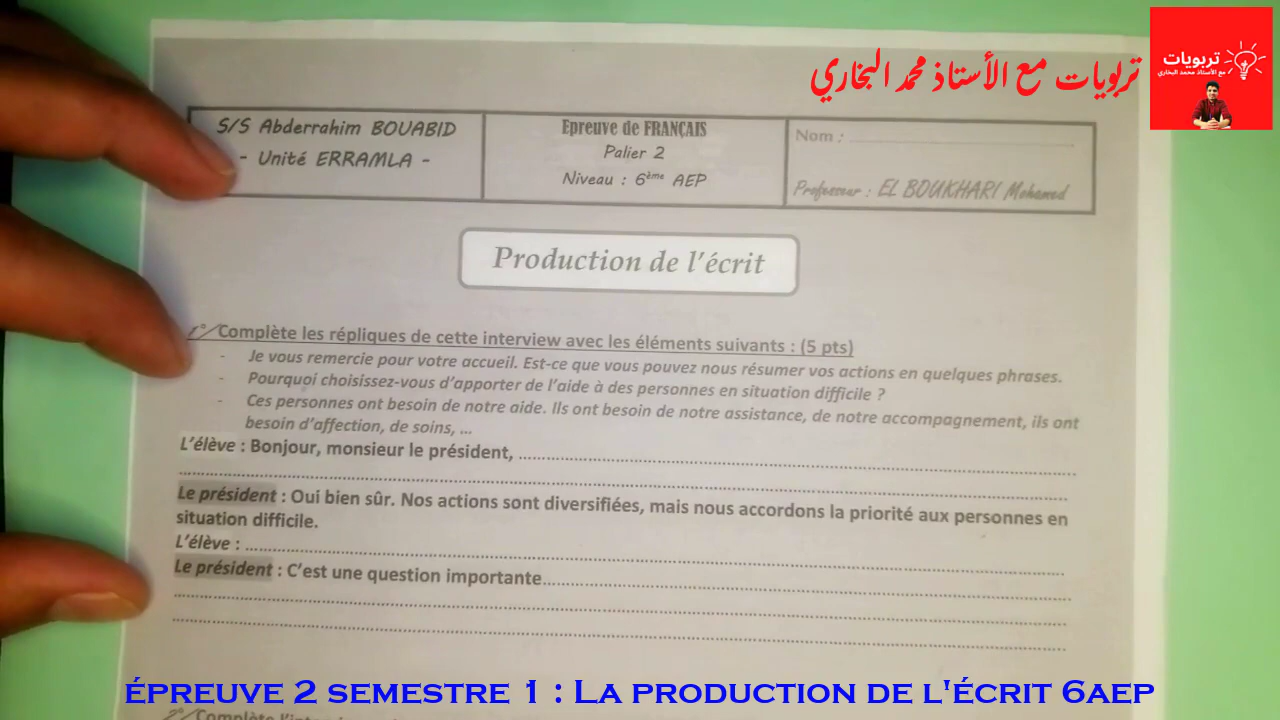 تربويات مع الأستاذ محمد البخاري
تربويات
مع الأستاذ محمد البخاري
S/S Abderrahim BOUABID
- Unité ERRAMLA -
Epreuve de FRANÇAIS
Palier 2
Niveau : 6ème AEP
Nom : ........................................
Professeur : EL BOUKHARI Mohamed
Production de l'écrit
1°/Complète les répliques de cette interview avec les éléments suivants : (5 pts)
- Je vous remercie pour votre accueil. Est-ce que vous pouvez nous résumer vos actions en quelques phrases.
- Pourquoi choisissez-vous d'apporter de l'aide à des personnes en situation difficile ?
- Ces personnes ont besoin de notre aide. Ils ont besoin de notre assistance, de notre accompagnement, ils ont
besoin d'affection, de soins, ...
L'élève : Bonjour, monsieur le président, ........................................
........................................
Le président : Oui bien sûr. Nos actions sont diversifiées, mais nous accordons la priorité aux personnes en
situation difficile.
L'élève : ........................................
Le président : C'est une question importante........................................
........................................
........................................
2°/Complète l'inter
ÉPREUVE 2 SEMESTRE 1 : LA PRODUCTION DE L'ÉCRIT 6AEP